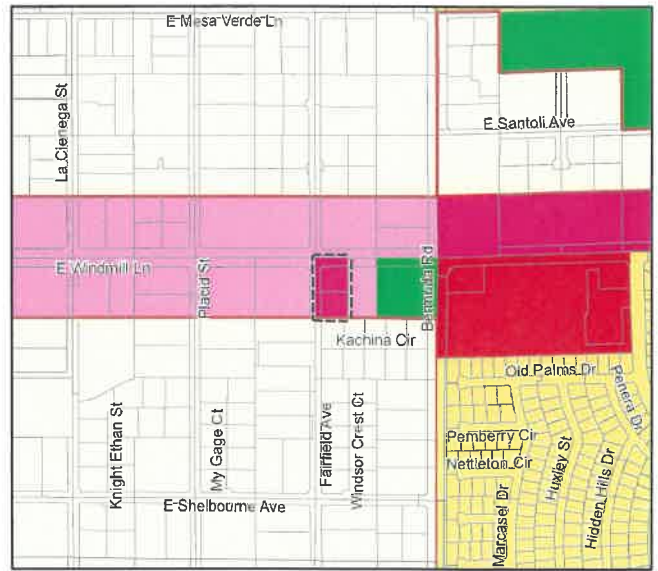 E Mesa Verde Ln
La Cienega St
E Santoli Ave
E Windmill Ln
Placid St
Bermuda Rd
Kachina Cir
Old Palms Dr
Penera Dr
Knight Ethan St
My Gage Ct
Fairfield Ave
Windsor Crest Ct
Pemberry Cir
Nettleton Cir
Huxley St
Hidden Hills Dr
Marcasel Dr
E Shelbourne Ave